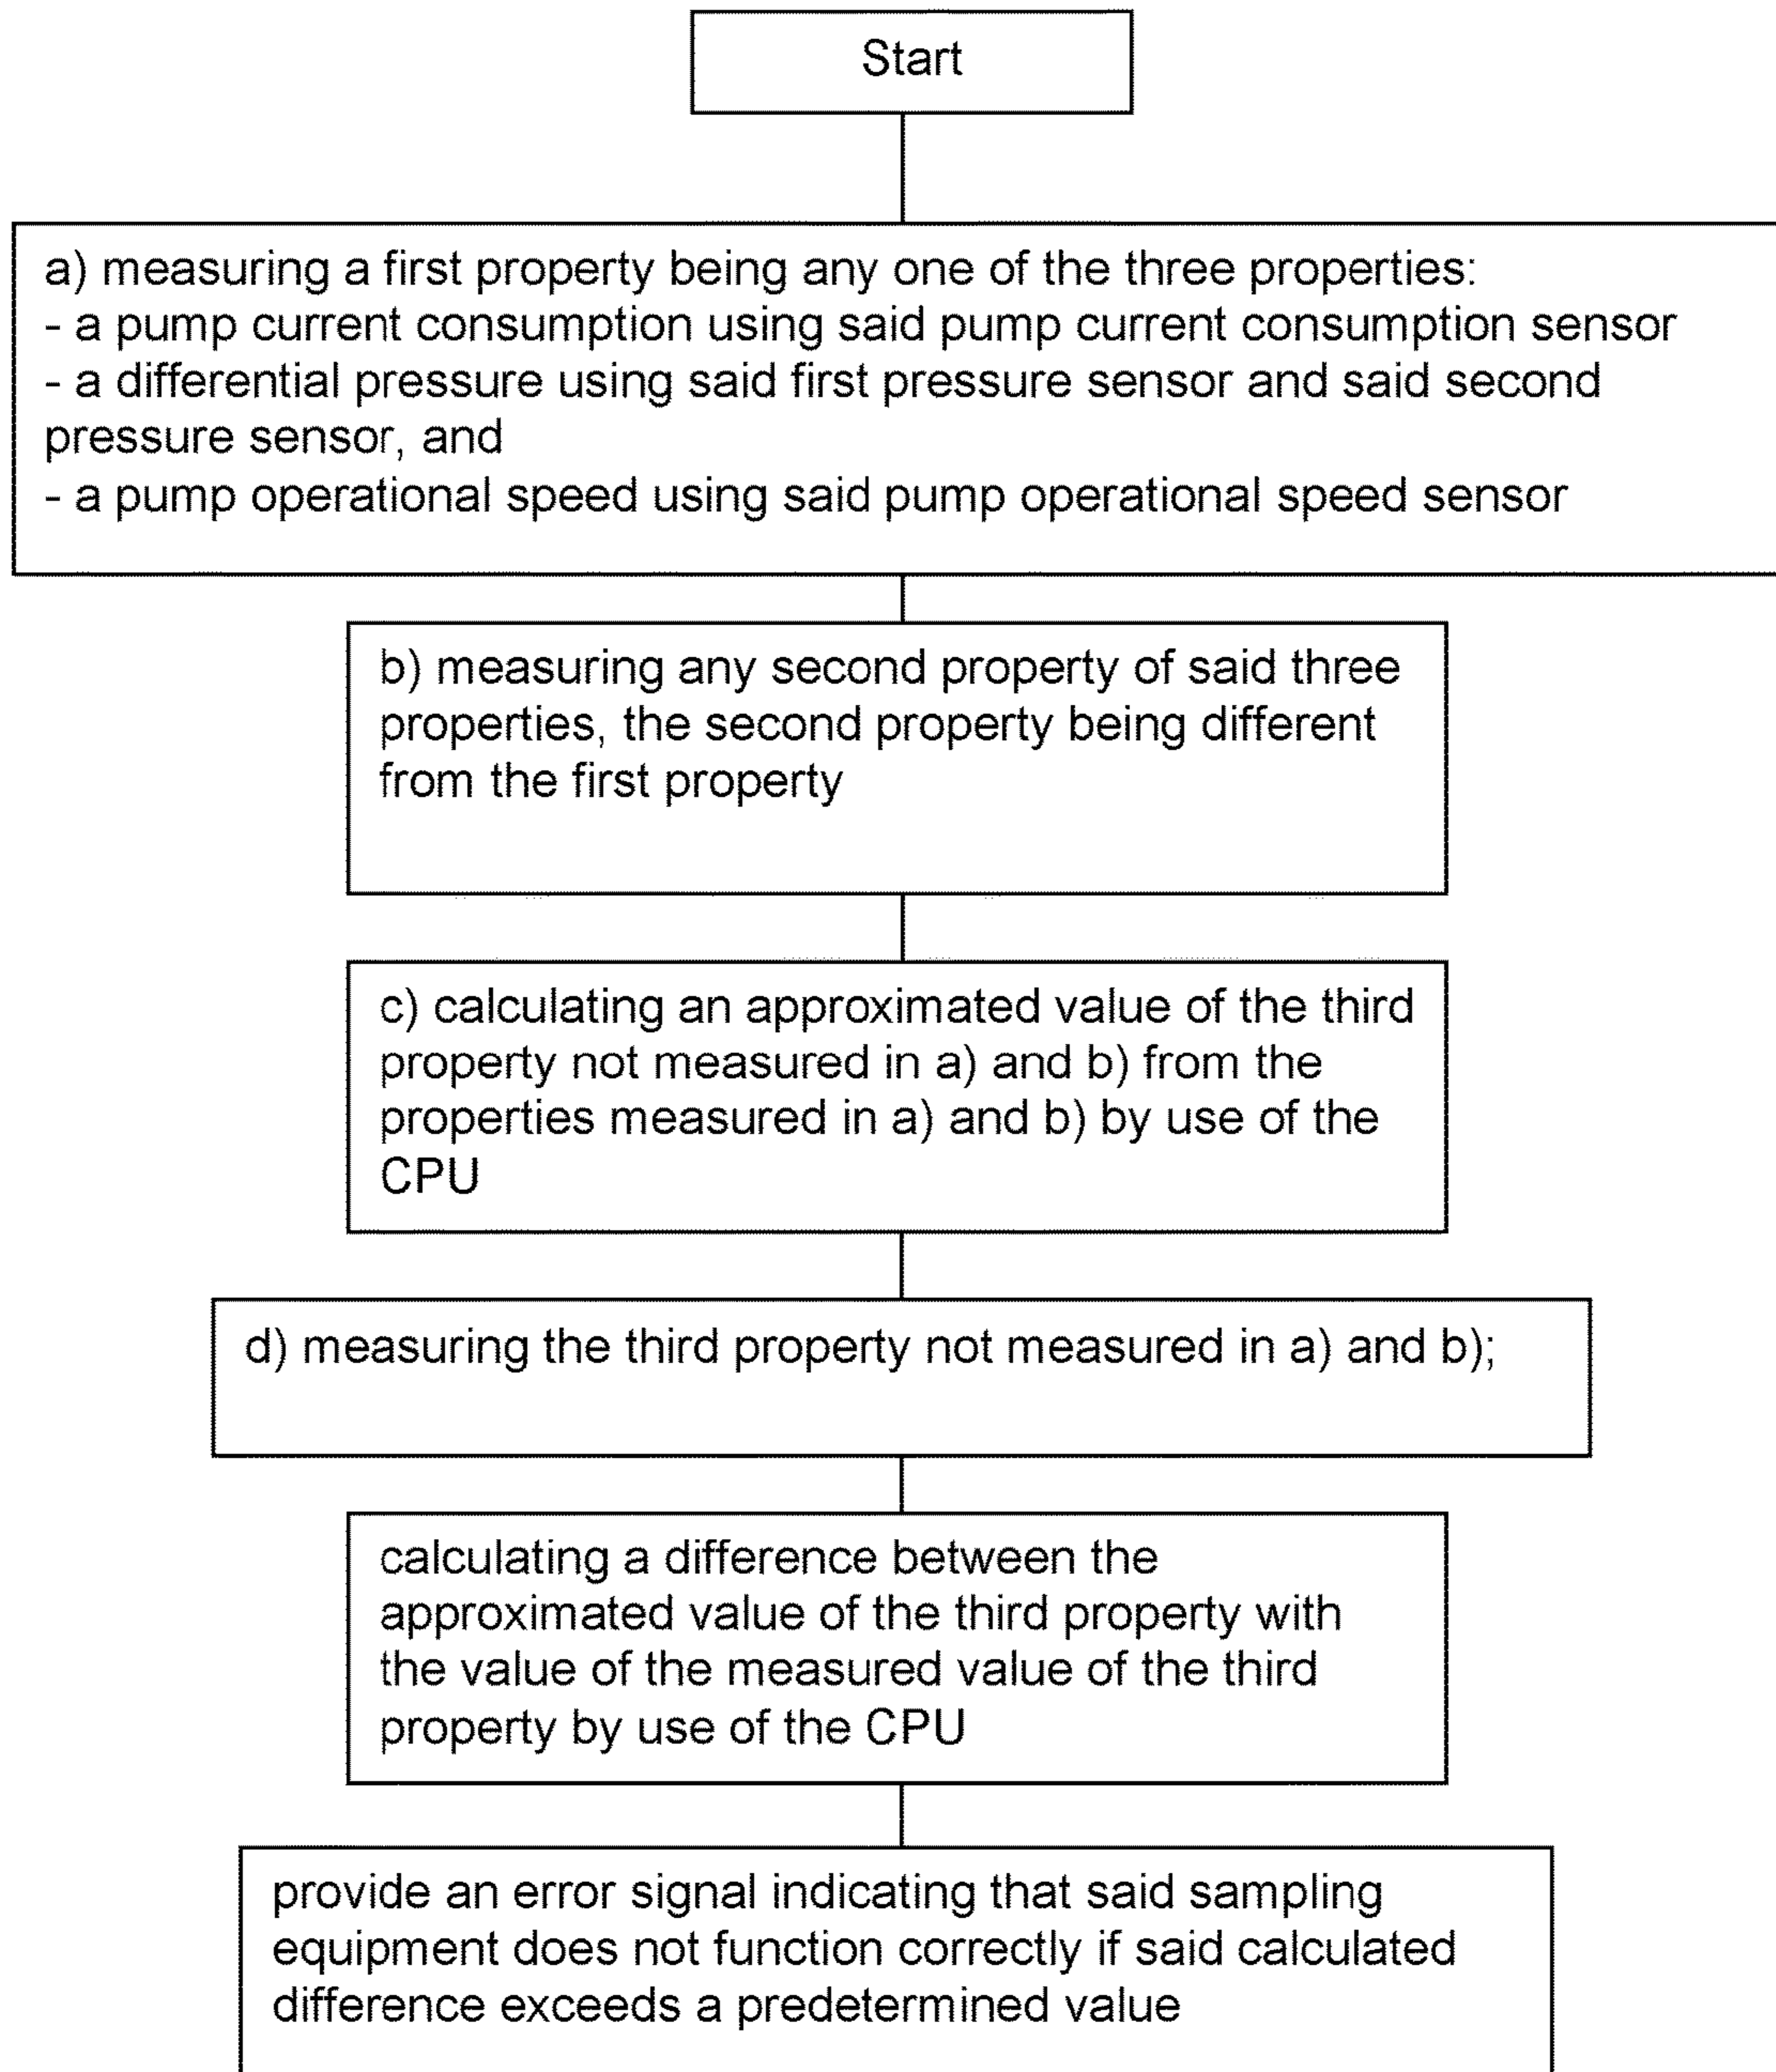 Start
a) measuring a first property being any one of the three properties:
- a pump current consumption using said pump current consumption sensor
- a differential pressure using said first pressure sensor and said second
pressure sensor, and
- a pump operational speed using said pump operational speed sensor
b) measuring any second property of said three
properties, the second property being different
from the first property
c) calculating an approximated value of the third
property not measured in a) and b) from the
properties measured in a) and b) by use of the
CPU
d) measuring the third property not measured in a) and b);
calculating a difference between the
approximated value of the third property with
the value of the measured value of the third
property by use of the CPU
provide an error signal indicating that said sampling
equipment does not function correctly if said calculated
difference exceeds a predetermined value